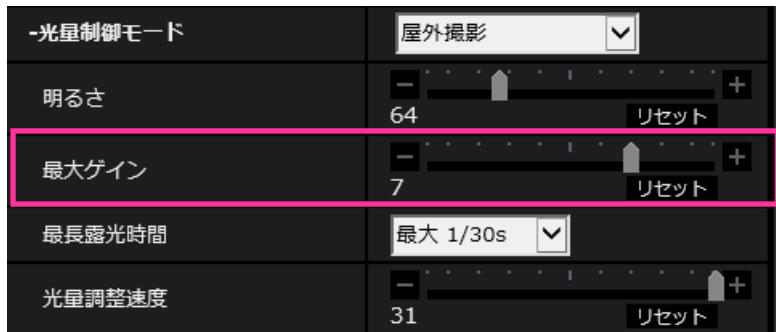 -光量制御モード 屋外撮影
明るさ
64 リセット
最大ゲイン
7 リセット
最長露光時間 最大 1/30s
光量調整速度
31 リセット